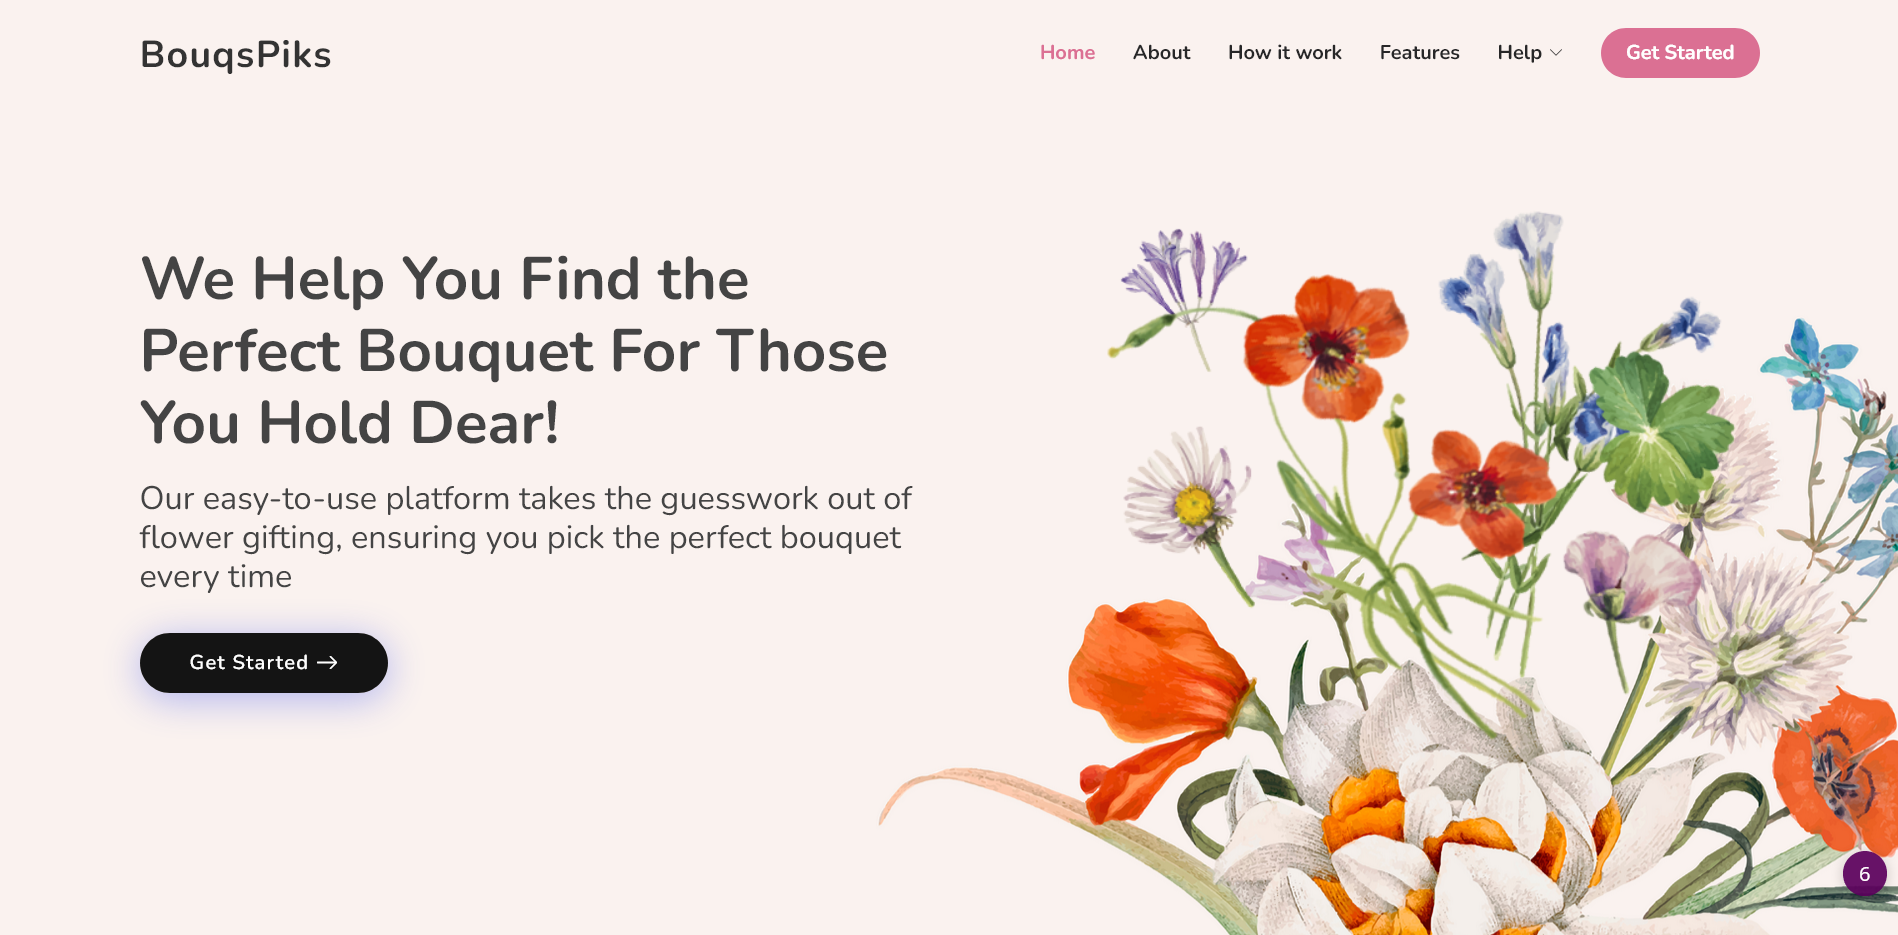 BouqsPiks
Home About How it work Features Help Get Started
We Help You Find the
Perfect Bouquet For Those
You Hold Dear!
Our easy-to-use platform takes the guesswork out of
flower gifting, ensuring you pick the perfect bouquet
every time
Get Started
6